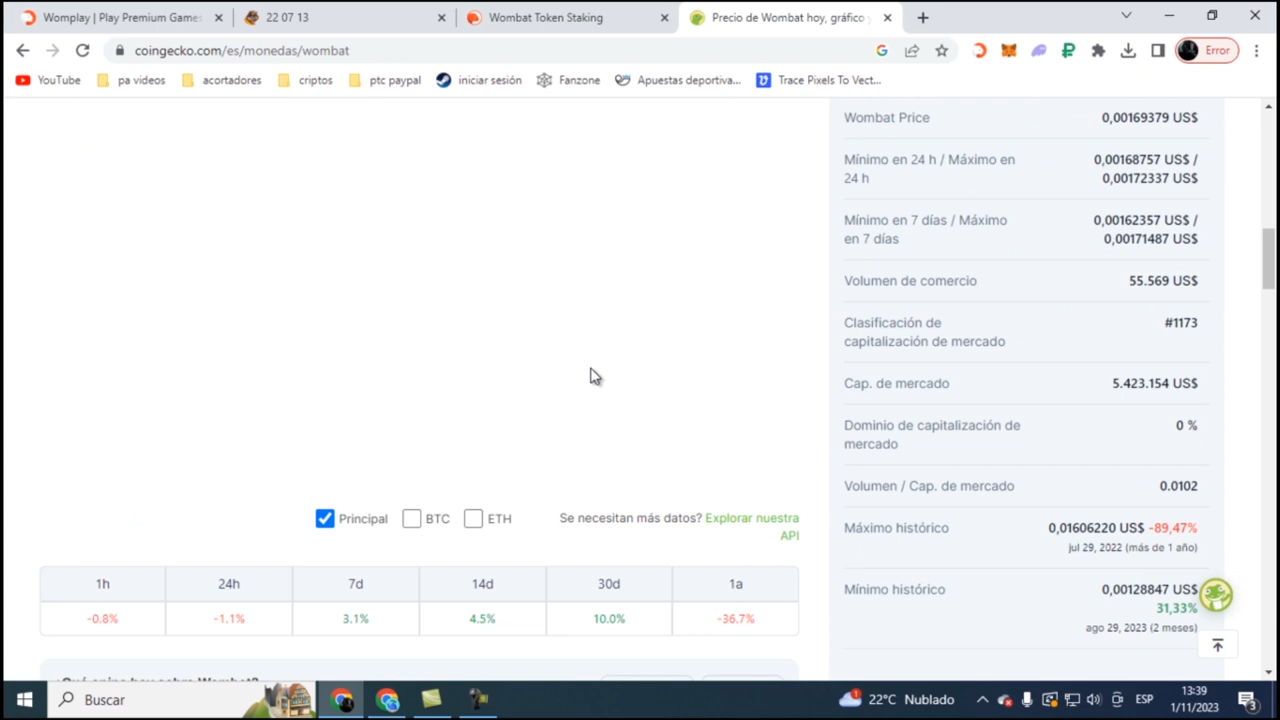 Womplay | Play Premium Games
22 07 13
Wombat Token Staking
Precio de Wombat hoy, gráfico y
coingecko.com/es/monedas/wombat
Error
YouTube
pa videos
acortadores
criptos
ptc paypal
iniciar sesión
Fanzone
Apuestas deportiva...
Trace Pixels To Vect...
Wombat Price 0,00169379 US$
Mínimo en 24 h / Máximo en 24 h
0,00168757 US$ /
0,00172337 US$
Mínimo en 7 días / Máximo
en 7 días
0,00162357 US$ /
0,00171487 US$
Volumen de comercio 55.569 US$
Clasificación de
capitalización de mercado
#1173
Cap. de mercado 5.423.154 US$
Dominio de capitalización de
mercado
0 %
Volumen / Cap. de mercado 0.0102
Máximo histórico 0,01606220 US$ -89,47%
jul 29, 2022 (más de 1 año)
Mínimo histórico 0,00128847 US$
31,33%
ago 29, 2023 (2 meses)
Principal BTC ETH
Se necesitan más datos? Explorar nuestra
API
1h 24h 7d 14d 30d 1a
-0.8% -1.1% 3.1% 4.5% 10.0% -36.7%
Buscar
22°C Nublado
ESP
13:39
1/11/2023
3